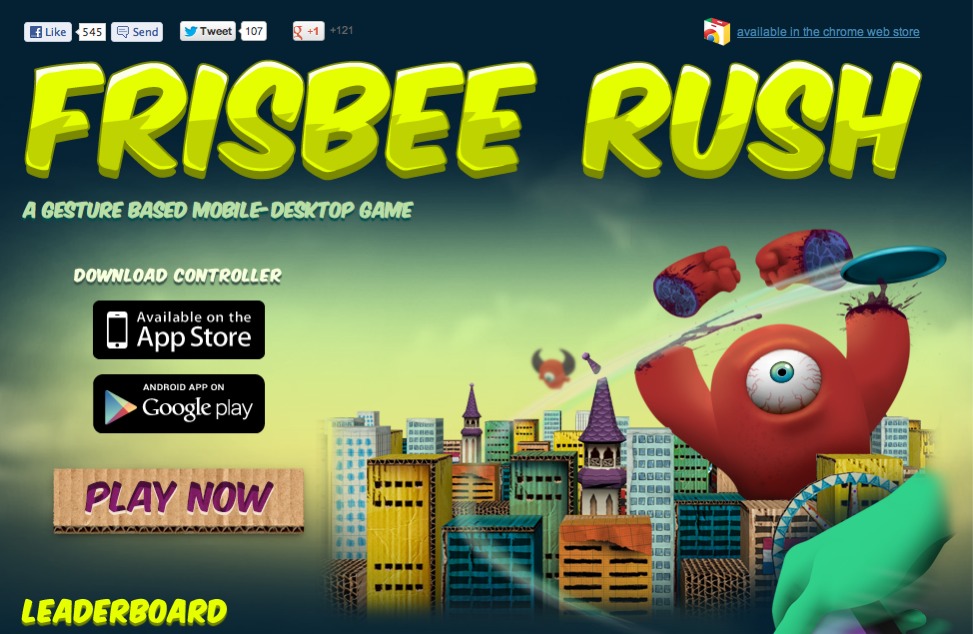 Like 545 Send Tweet 107 +1 +121 available in the chrome web store
FRISBEE RUSH
A GESTURE BASED MOBILE-DESKTOP GAME
DOWNLOAD CONTROLLER
Available on the
App Store
ANDROID APP ON
Google play
PLAY NOW
LEADERBOARD